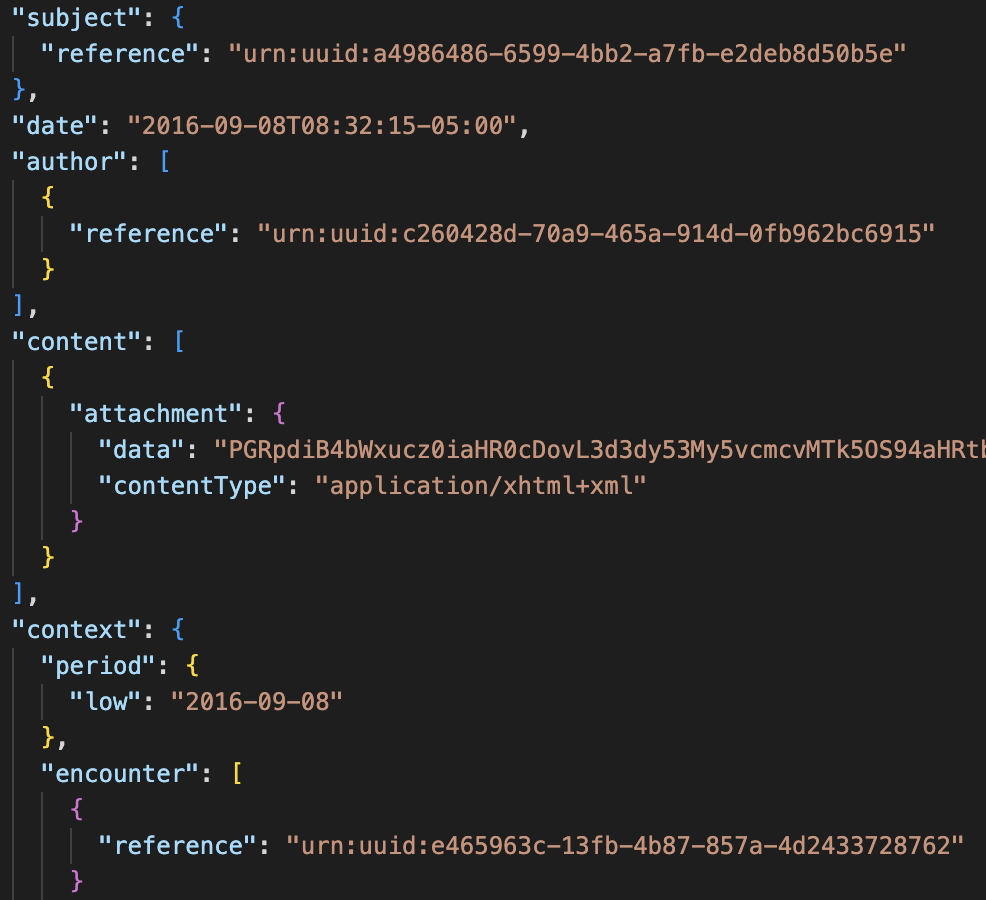 "subject": {
"reference": "urn:uuid:a4986486-6599-4bb2-a7fb-e2deb8d50b5e"
},
"date": "2016-09-08T08:32:15-05:00",
"author": [
{
"reference": "urn:uuid:c260428d-70a9-465a-914d-0fb962bc6915"
}
],
"content": [
{
"attachment": {
"data": "PGRpdiB4bWxucz0iaHR0cDovL3d3dy53My5vcmcvMTk5OS94aHRt
"contentType": "application/xhtml+xml"
}
}
],
"context": {
"period": {
"low": "2016-09-08"
},
"encounter": [
{
"reference": "urn:uuid:e465963c-13fb-4b87-857a-4d2433728762"
}